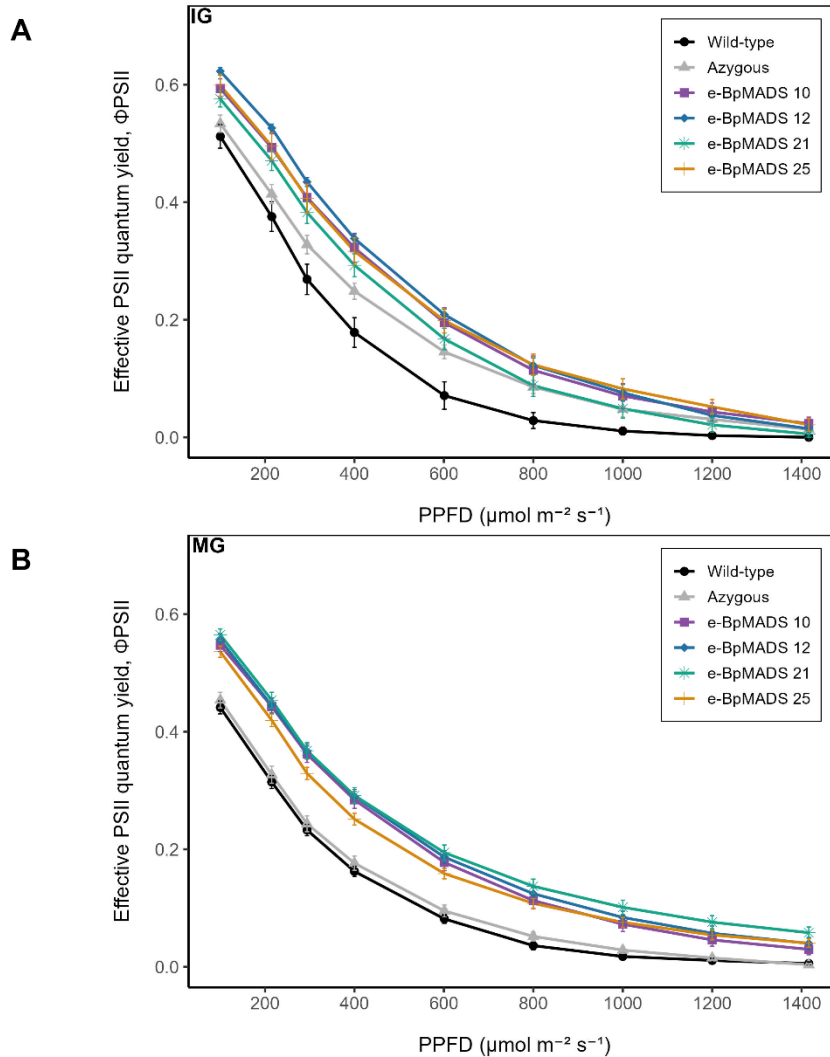 A
IG
Effective PSII quantum yield, ΦPSII
0.6
0.4
0.2
0.0
Wild-type
Azygous
e-BpMADS 10
e-BpMADS 12
e-BpMADS 21
e-BpMADS 25
200 400 600 800 1000 1200 1400
PPFD (μmol m⁻² s⁻¹)
B
MG
Effective PSII quantum yield, ΦPSII
0.6
0.4
0.2
0.0
Wild-type
Azygous
e-BpMADS 10
e-BpMADS 12
e-BpMADS 21
e-BpMADS 25
200 400 600 800 1000 1200 1400
PPFD (μmol m⁻² s⁻¹)